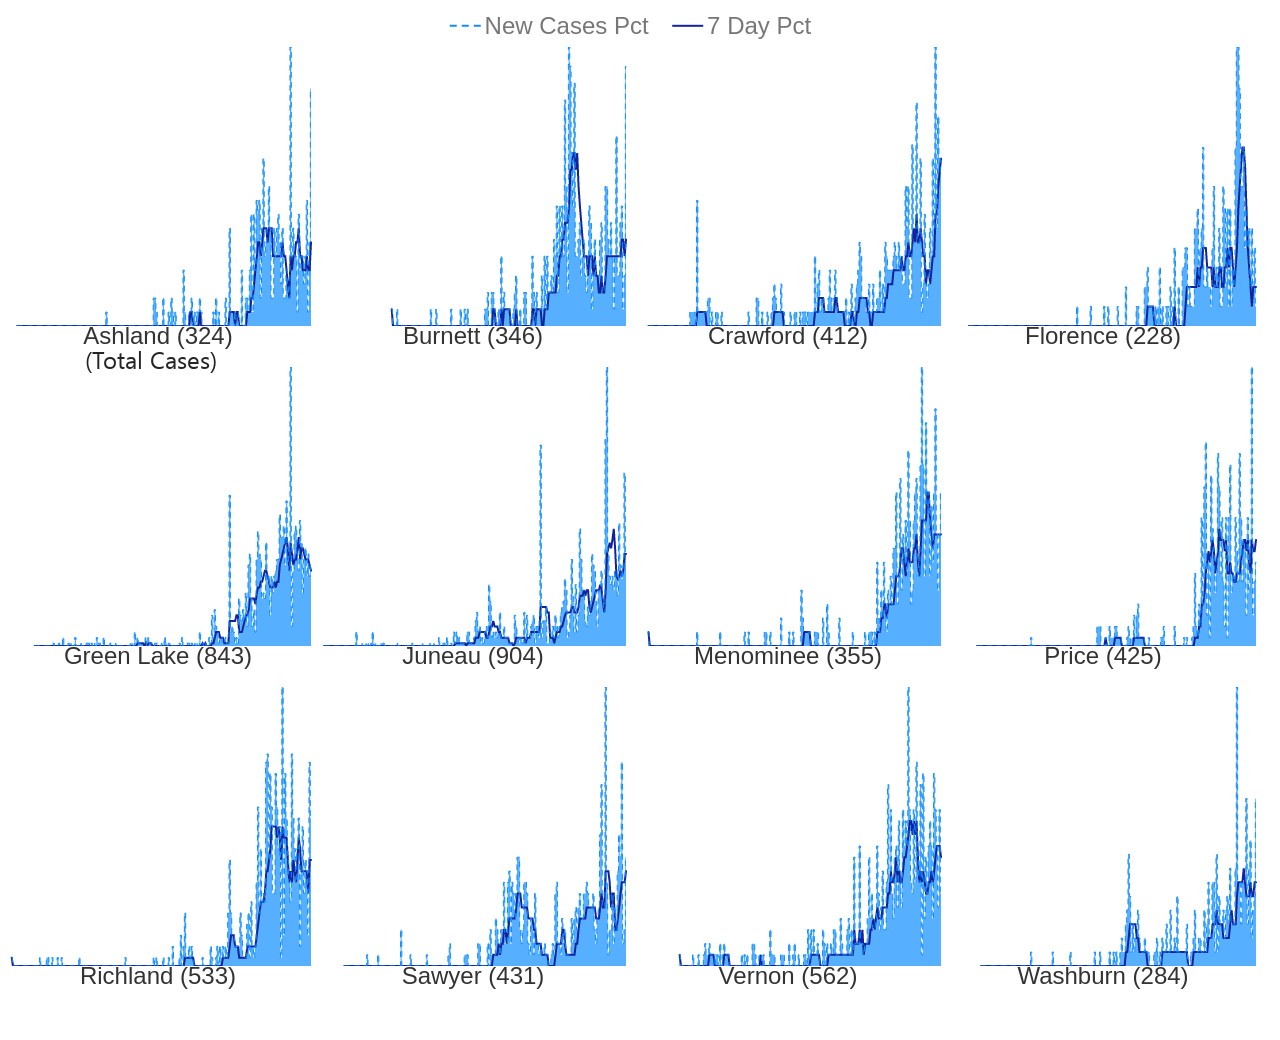 New Cases Pct 7 Day Pct
Ashland (324) Burnett (346) Crawford (412) Florence (228)
(Total Cases)
Green Lake (843) Juneau (904) Menominee (355) Price (425)
Richland (533) Sawyer (431) Vernon (562) Washburn (284)